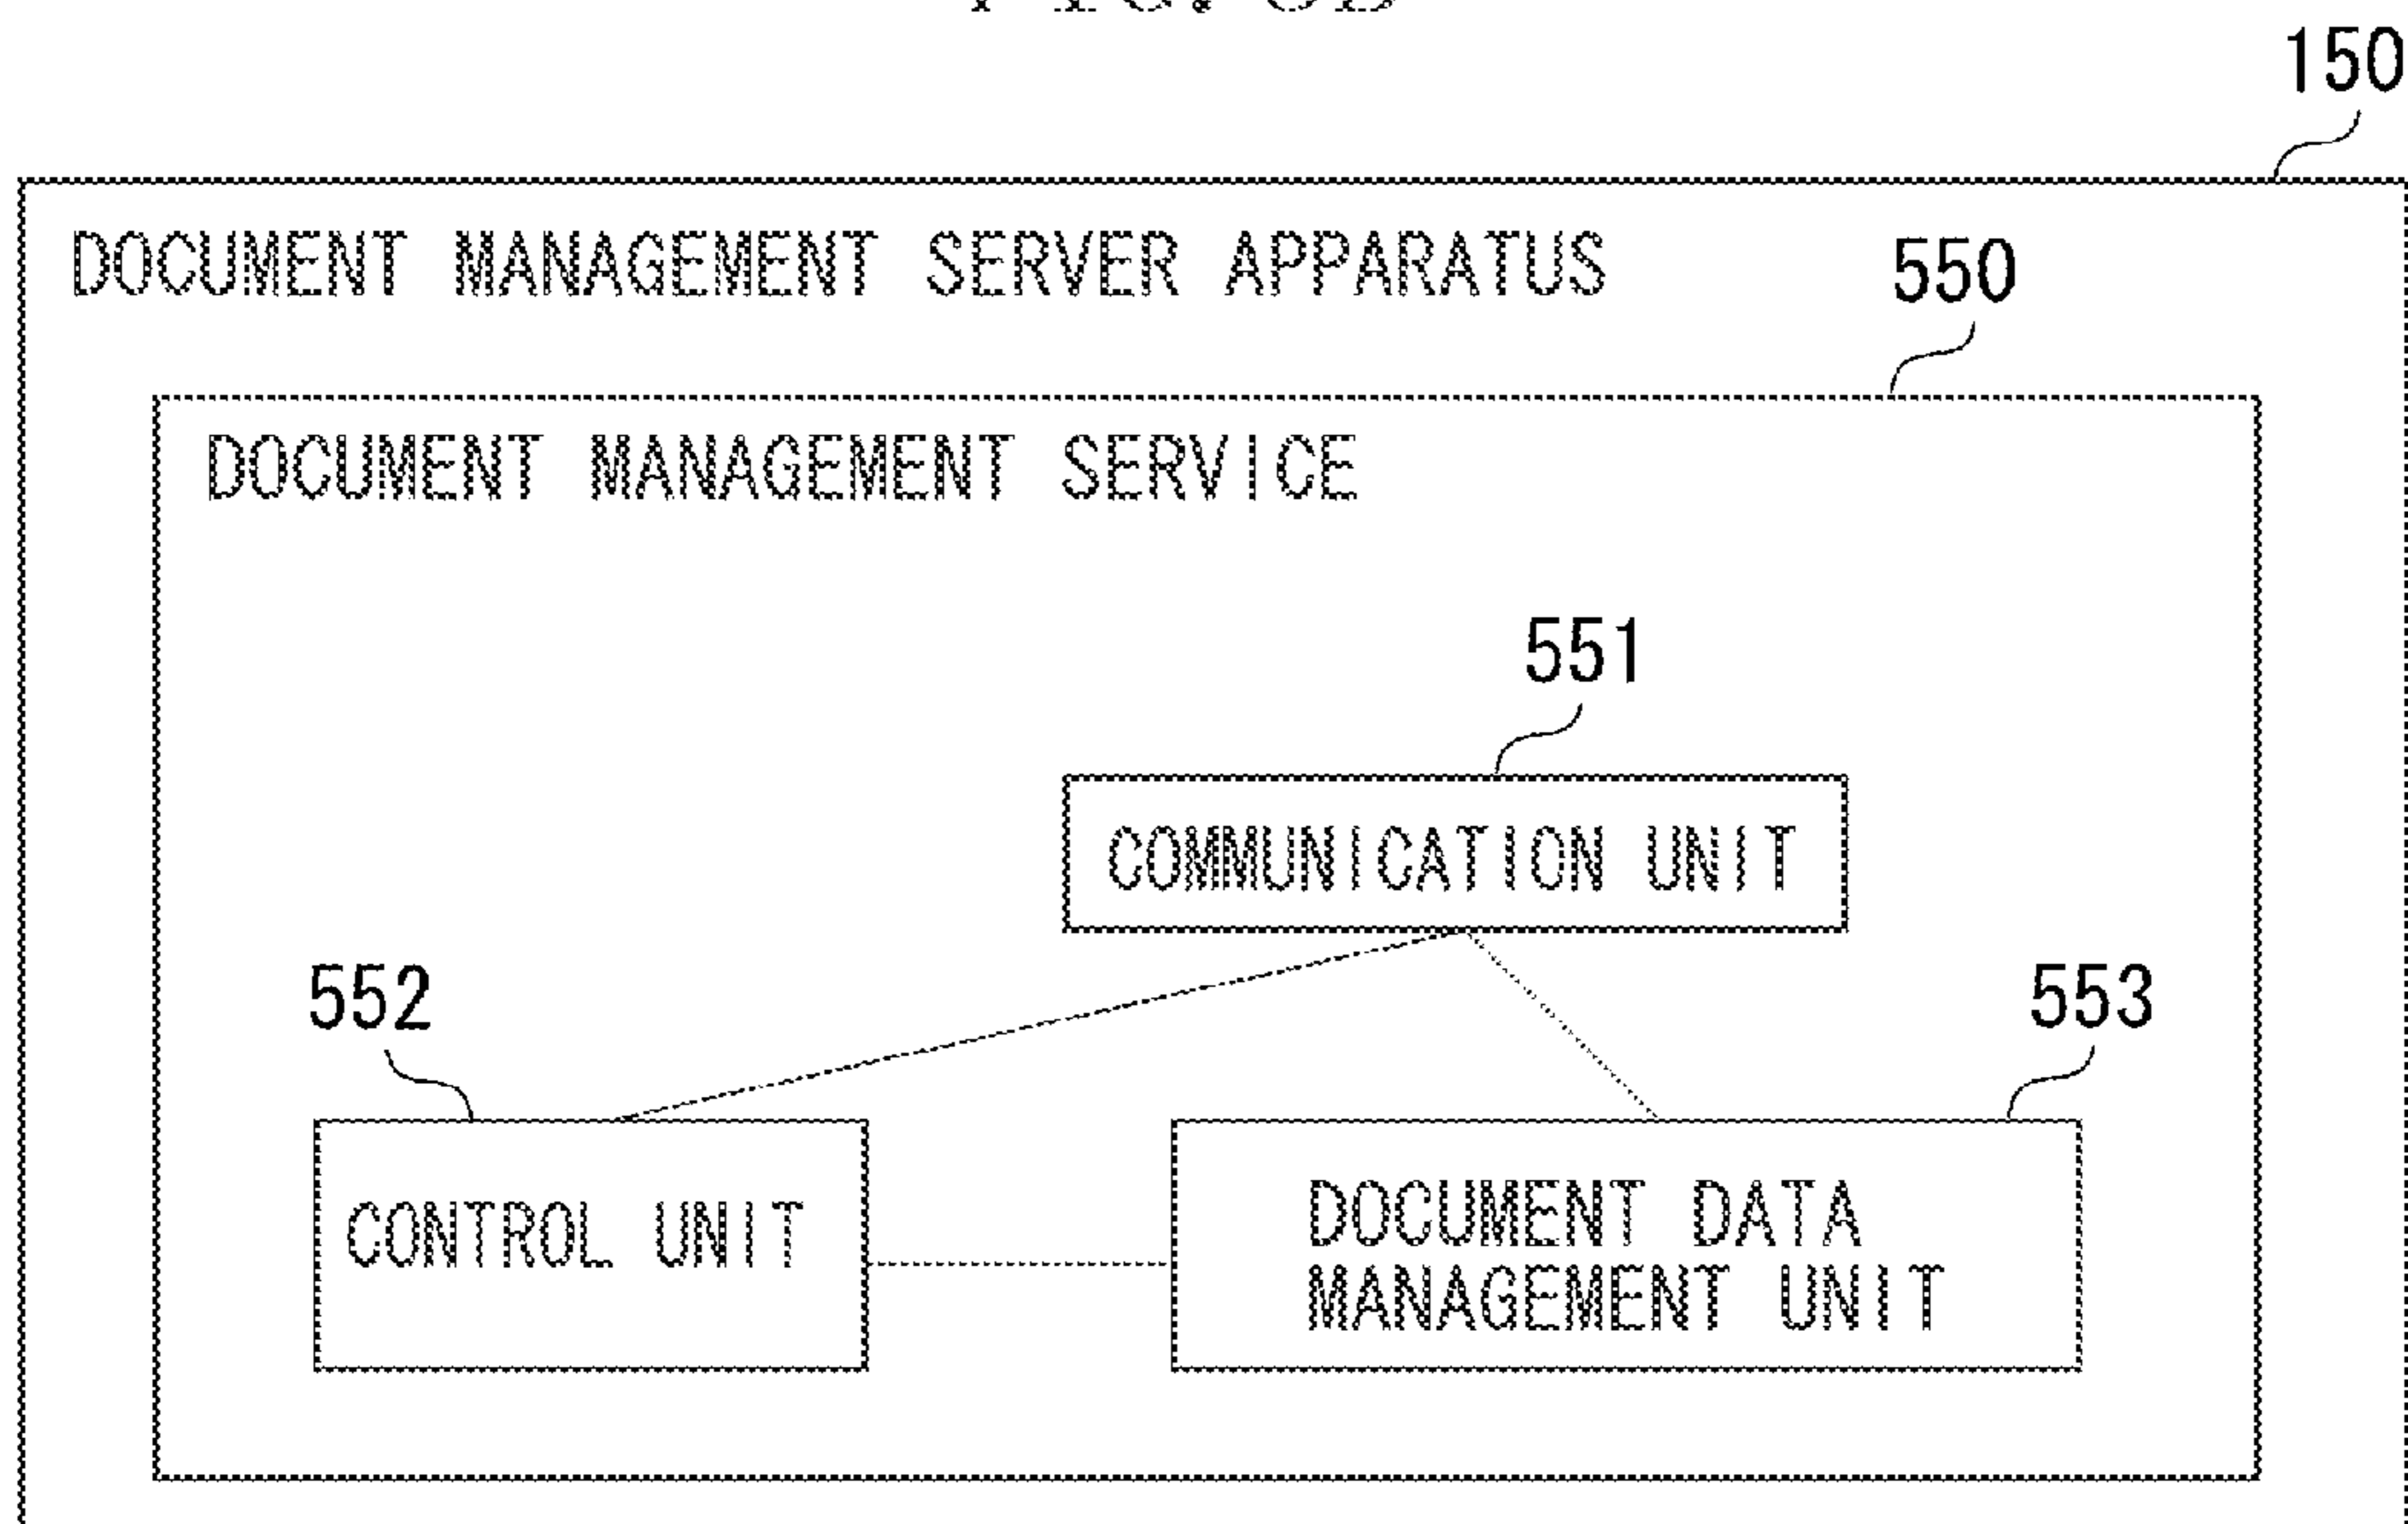 150
DOCUMENT MANAGEMENT SERVER APPARATUS
550
DOCUMENT MANAGEMENT SERVICE
551
COMMUNICATION UNIT
552
553
CONTROL UNIT
DOCUMENT DATA
MANAGEMENT UNIT